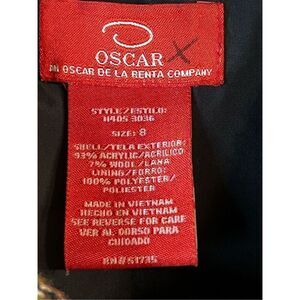 OSCAR
AN OSCAR DE LA RENTA COMPANY
STYLE/ESTILO:
H40S 3036
SIZE: 8
SHELL/TELA EXTERIOR:
93% ACRYLIC/ACRILICO
7% WOOL/LANA
LINING/FORRO:
100% POLYESTER/
POLIESTER
MADE IN VIETNAM
HECHO EN VIETNAM
SEE REVERSE FOR CARE
VER AL DORSO PARA
CUIDADO
RN#51735